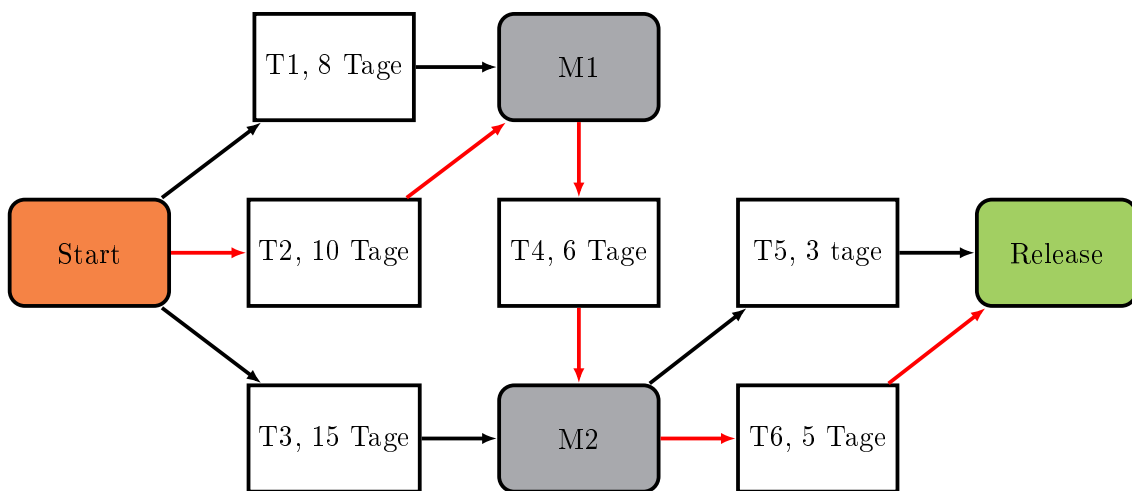 T1, 8 Tage
M1
Start
T2, 10 Tage
T4, 6 Tage
T5, 3 tage
Release
T3, 15 Tage
M2
T6, 5 Tage